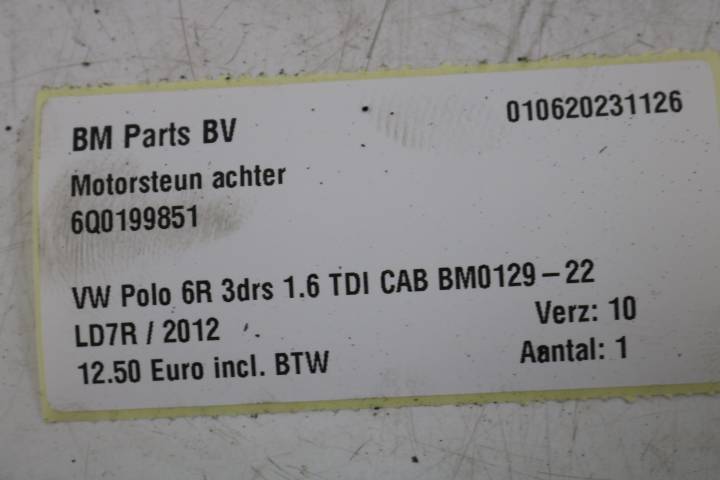 BM Parts BV
010620231126
Motorsteun achter
6Q0199851
VW Polo 6R 3drs 1.6 TDI CAB BM0129-22
LD7R / 2012
Verz: 10
12.50 Euro incl. BTW
Aantal: 1